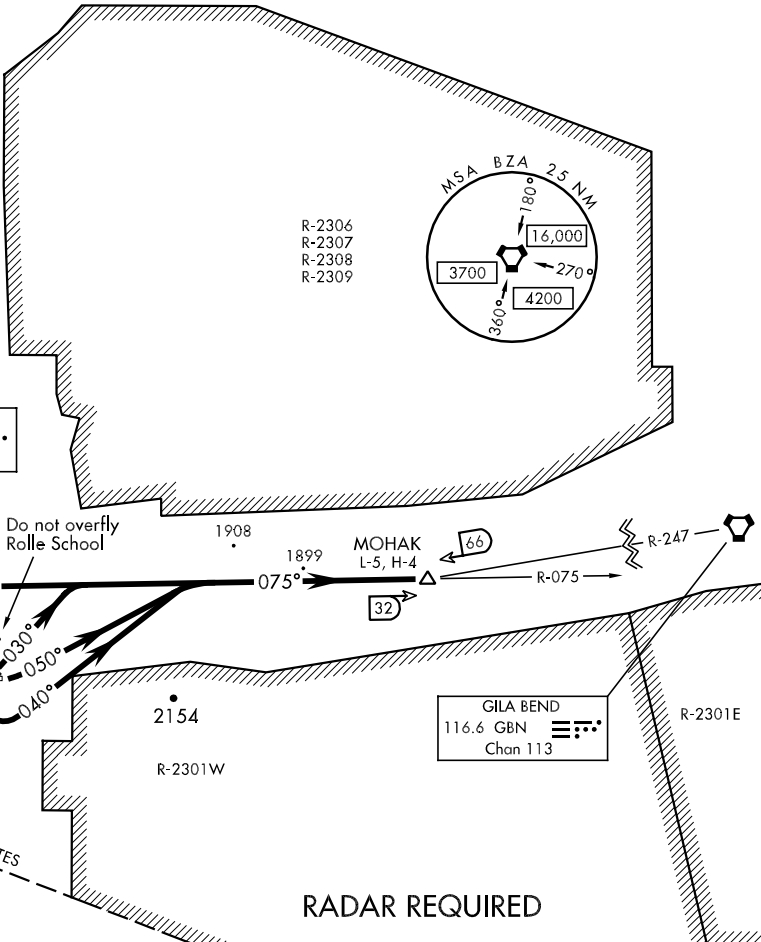 MSA BZA 25 NM
180°
16,000
270°
3700
4200
360°
R-2306
R-2307
R-2308
R-2309
Do not overfly
Rolle School
1908
1899
MOHAK
L-5, H-4
66
R-247
075°
R-075
32
030°
050°
040°
2154
GILA BEND
116.6 GBN
Chan 113
R-2301E
R-2301W
RADAR REQUIRED